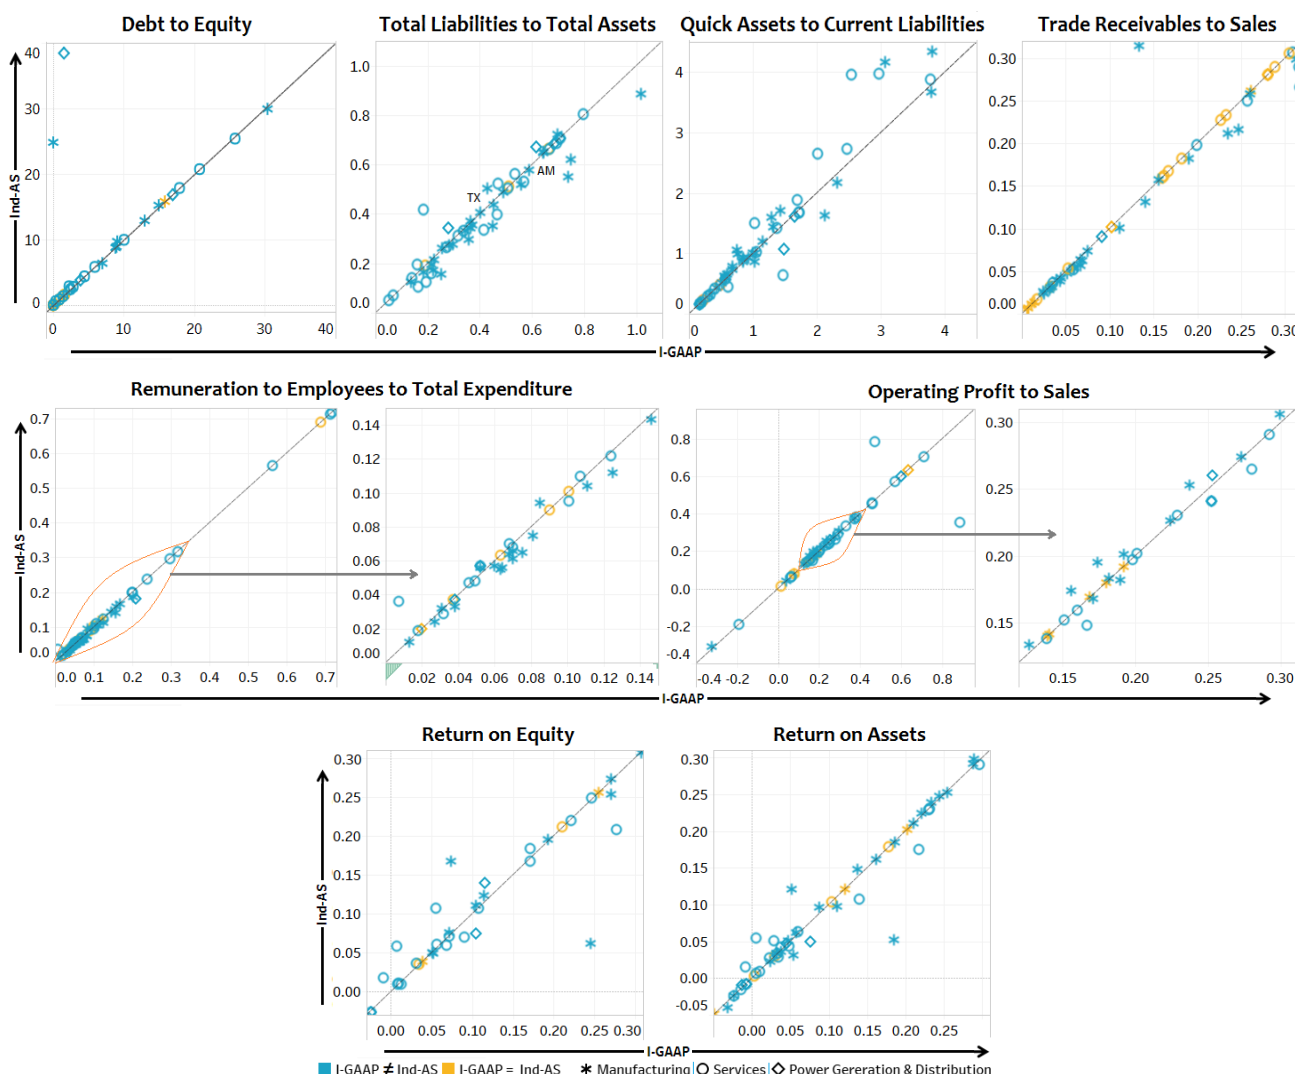 Debt to Equity
Total Liabilities to Total Assets
Quick Assets to Current Liabilities
Trade Receivables to Sales
Ind-AS
40
30
20
10
0
0 10 20 30 40
1.0
0.8
0.6
0.4
0.2
0.0
AM
TX
0.0 0.2 0.4 0.6 0.8 1.0
4
3
2
1
0
0 1 2 3 4
0.30
0.25
0.20
0.15
0.10
0.05
0.00
0.05 0.10 0.15 0.20 0.25 0.30
I-GAAP
Remuneration to Employees to Total Expenditure
Operating Profit to Sales
Ind-AS
0.7
0.6
0.5
0.4
0.3
0.2
0.1
0.0
0.0 0.1 0.2 0.3 0.4 0.5 0.6 0.7
0.14
0.12
0.10
0.08
0.06
0.04
0.02
0.00
0.02 0.04 0.06 0.08 0.10 0.12 0.14
0.8
0.6
0.4
0.2
0.0
-0.2
-0.4
-0.4 -0.2 0.0 0.2 0.4 0.6 0.8
0.30
0.25
0.20
0.15
0.15 0.20 0.25 0.30
I-GAAP
Return on Equity
Return on Assets
Ind-AS
0.30
0.25
0.20
0.15
0.10
0.05
0.00
0.00 0.05 0.10 0.15 0.20 0.25 0.30
0.30
0.25
0.20
0.15
0.10
0.05
0.00
-0.05
0.00 0.05 0.10 0.15 0.20 0.25
I-GAAP
I-GAAP ≠ Ind-AS I-GAAP = Ind-AS Manufacturing Services Power Gereration & Distribution